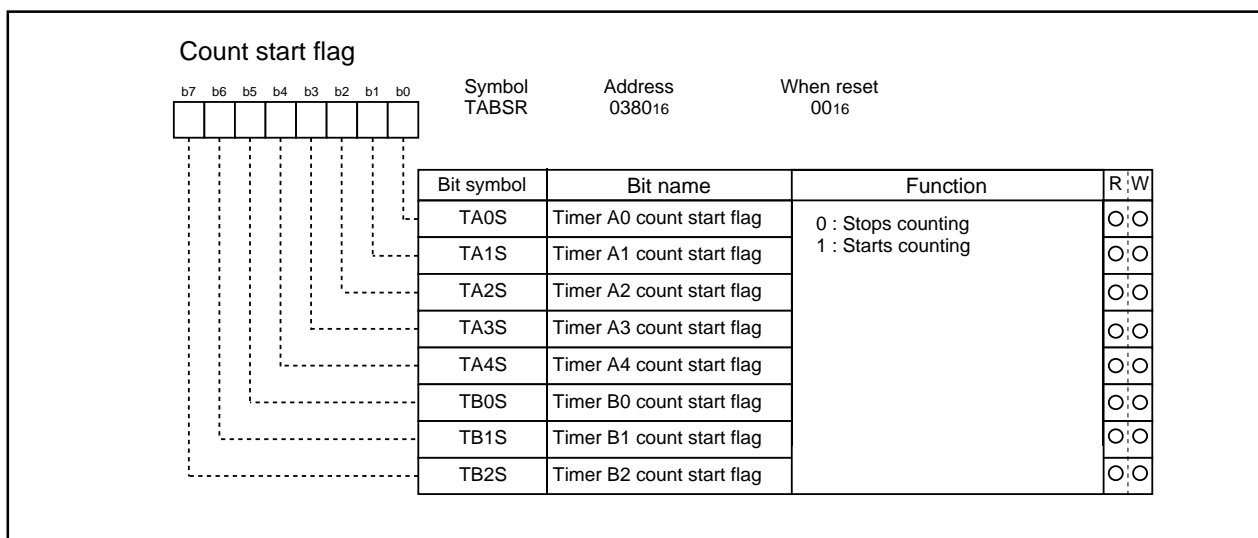 Count start flag
b7 b6 b5 b4 b3 b2 b1 b0
Symbol Address When reset
TABSR 038016 0016
Bit symbol Bit name Function R W
TA0S Timer A0 count start flag 0 : Stops counting
1 : Starts counting
TA1S Timer A1 count start flag
TA2S Timer A2 count start flag
TA3S Timer A3 count start flag
TA4S Timer A4 count start flag
TB0S Timer B0 count start flag
TB1S Timer B1 count start flag
TB2S Timer B2 count start flag